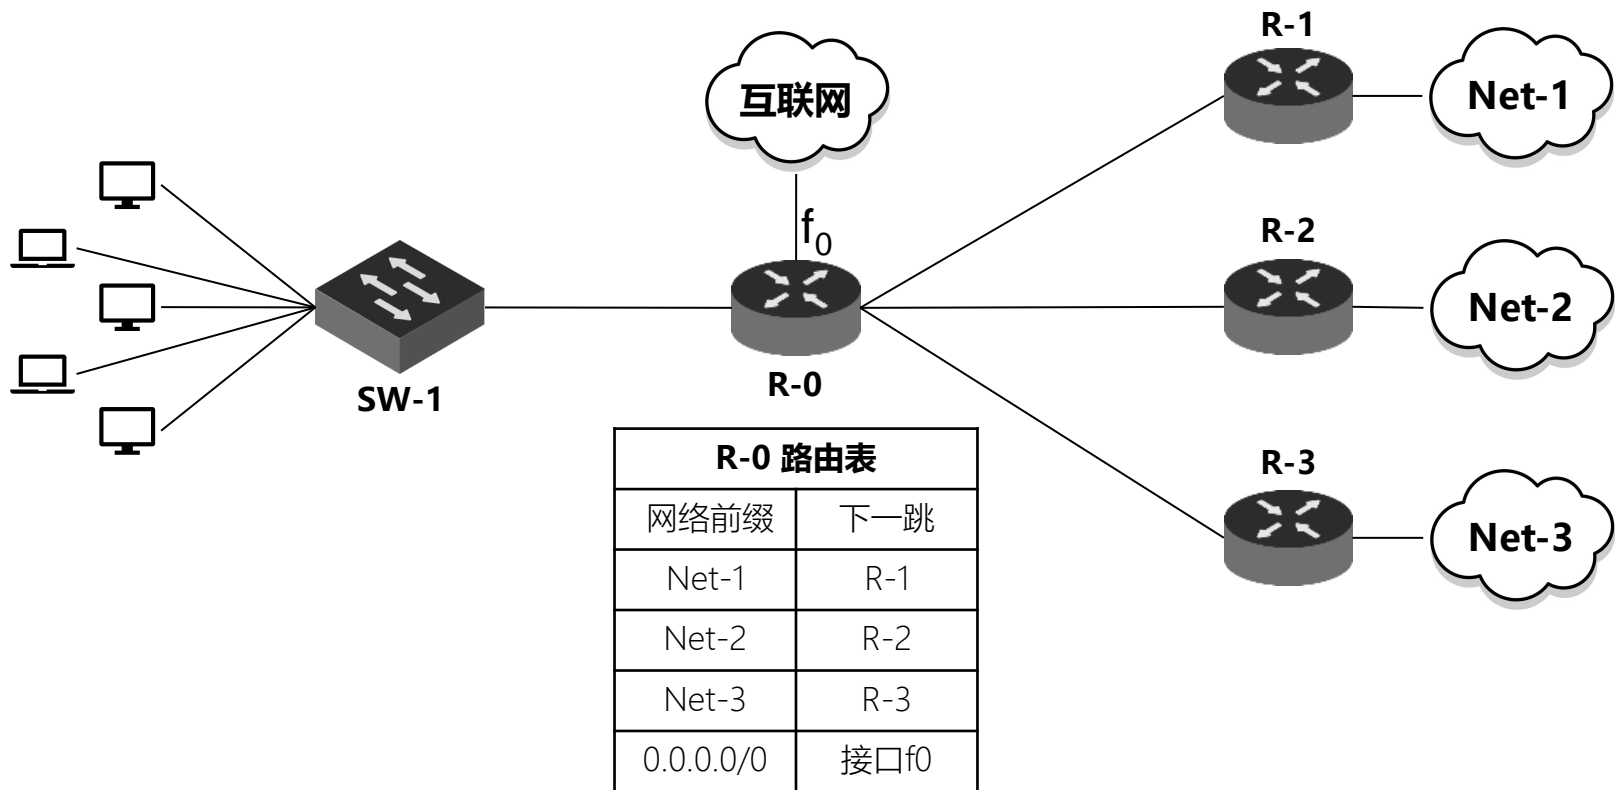 R-1
互联网
Net-1
f0
R-2
Net-2
SW-1
R-0
R-3
Net-3
R-0 路由表
网络前缀 下一跳
Net-1 R-1
Net-2 R-2
Net-3 R-3
0.0.0.0/0 接口f0